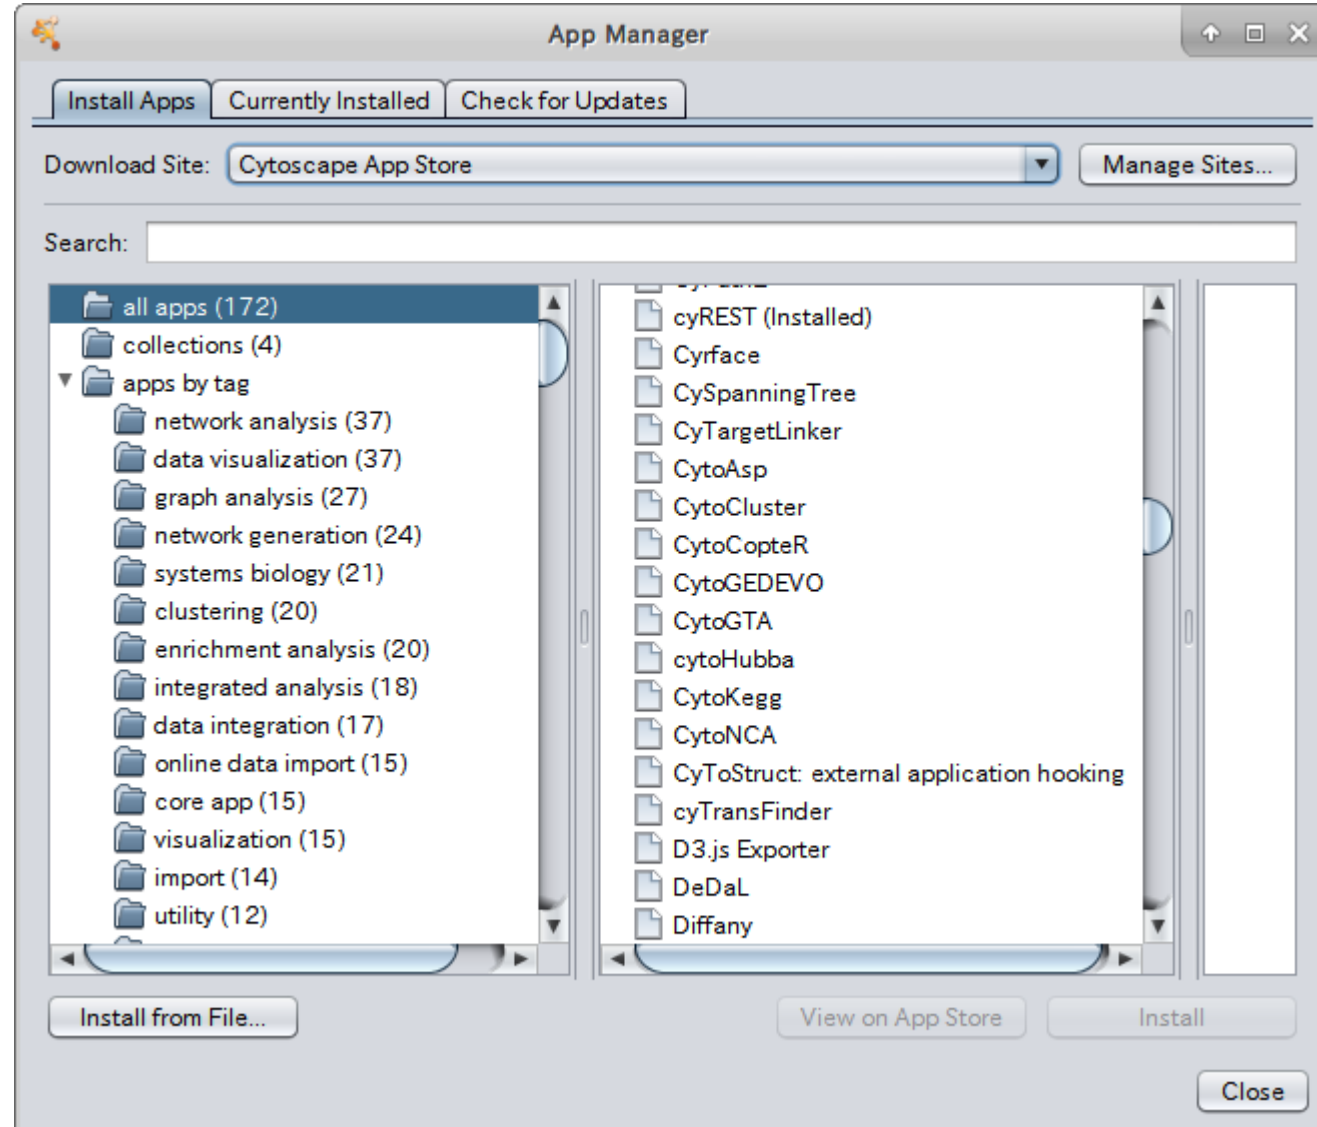 App Manager
Install Apps
Currently Installed
Check for Updates
Download Site:
Cytoscape App Store
Manage Sites...
Search:
all apps (172)
collections (4)
apps by tag
network analysis (37)
data visualization (37)
graph analysis (27)
network generation (24)
systems biology (21)
clustering (20)
enrichment analysis (20)
integrated analysis (18)
data integration (17)
online data import (15)
core app (15)
visualization (15)
import (14)
utility (12)
cyREST (Installed)
Cyrface
CySpanningTree
CyTargetLinker
CytoAsp
CytoCluster
CytoCopteR
CytoGEDEVO
CytoGTA
cytoHubba
CytoKegg
CytoNCA
CyToStruct: external application hooking
cyTransFinder
D3.js Exporter
DeDaL
Diffany
Install from File...
View on App Store
Install
Close